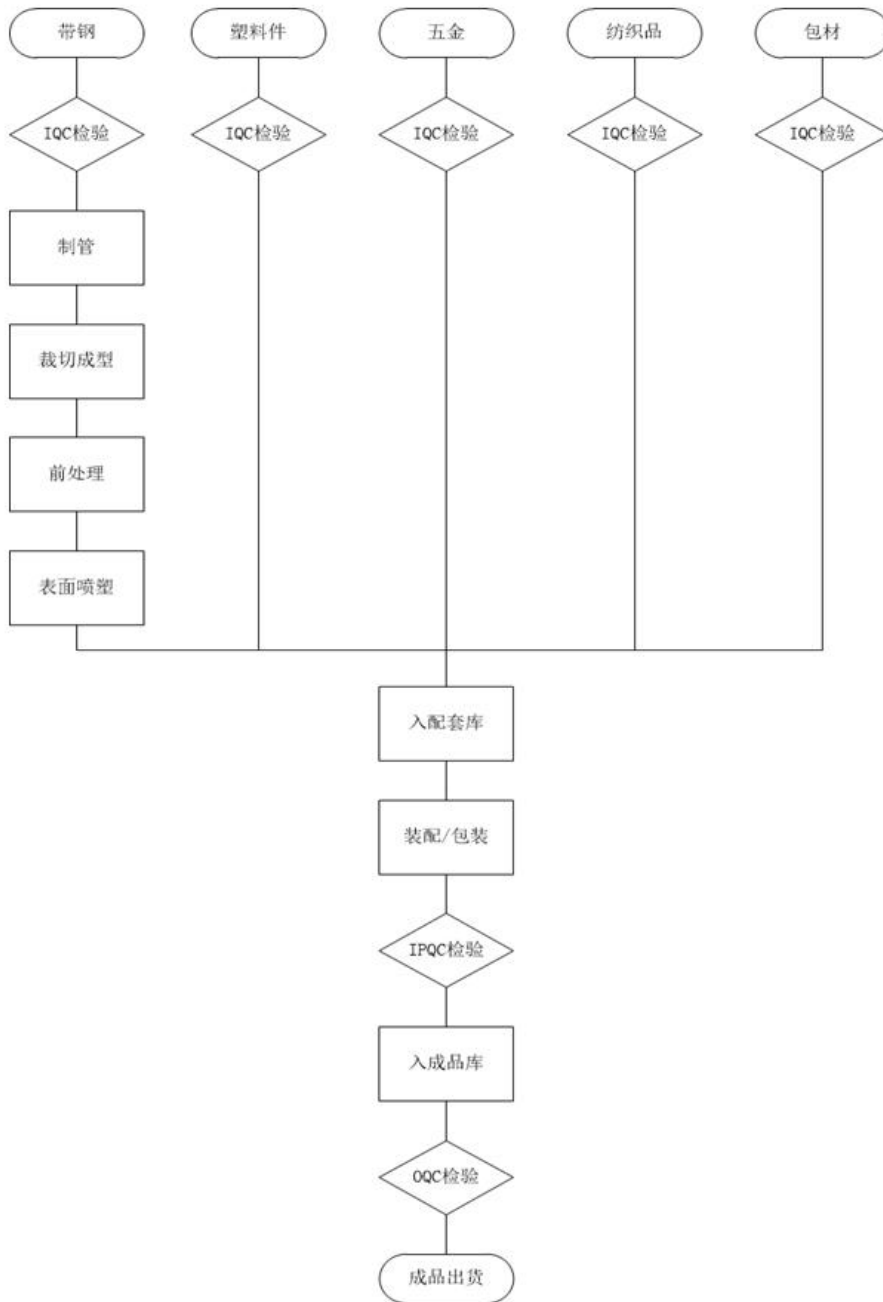 带钢
塑料件
五金
纺织品
包材
IQC检验
IQC检验
IQC检验
IQC检验
IQC检验
制管
裁切成型
前处理
表面喷塑
入配套库
装配/包装
IPQC检验
入成品库
OQC检验
成品出货